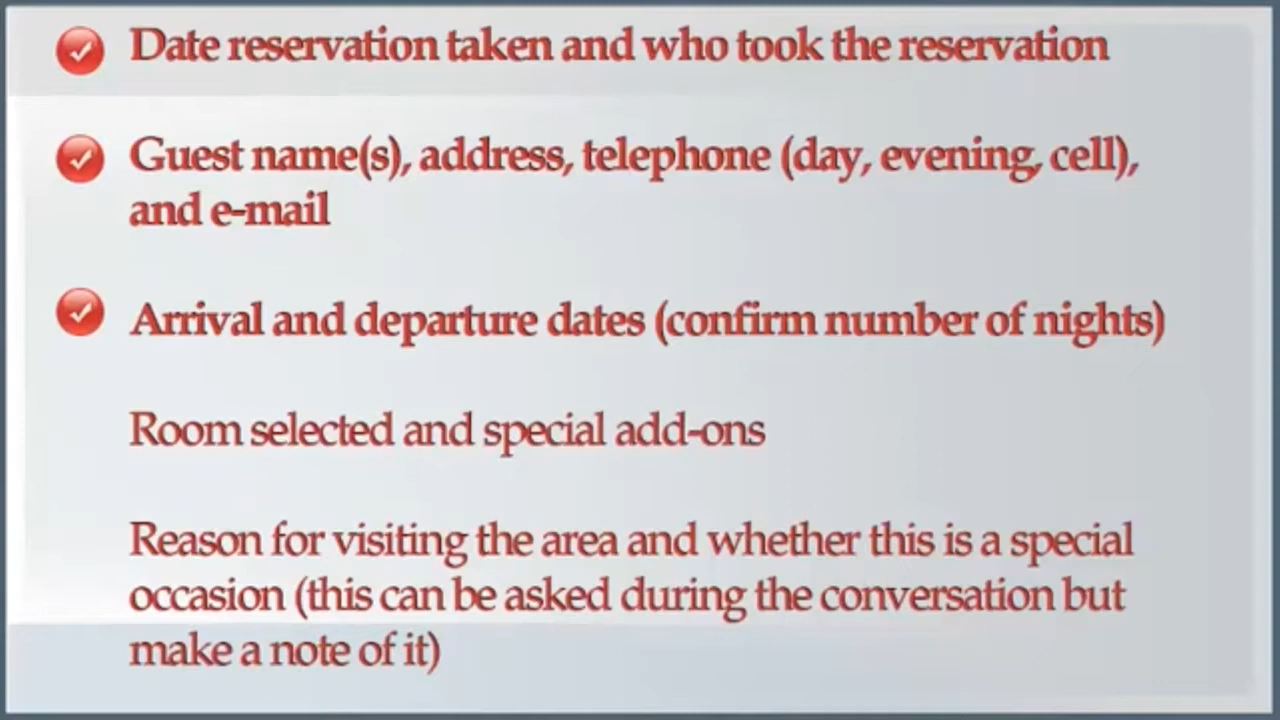 Date reservation taken and who took the reservation
Guest name(s), address, telephone (day, evening, cell),
and e-mail
Arrival and departure dates (confirm number of nights)
Room selected and special add-ons
Reason for visiting the area and whether this is a special
occasion (this can be asked during the conversation but
make a note of it)